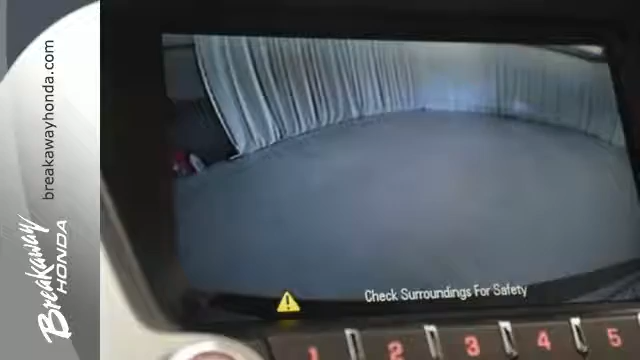 breakawayhonda.com
Breakaway
HONDA
Check Surroundings For Safety
1 2 3 4 5